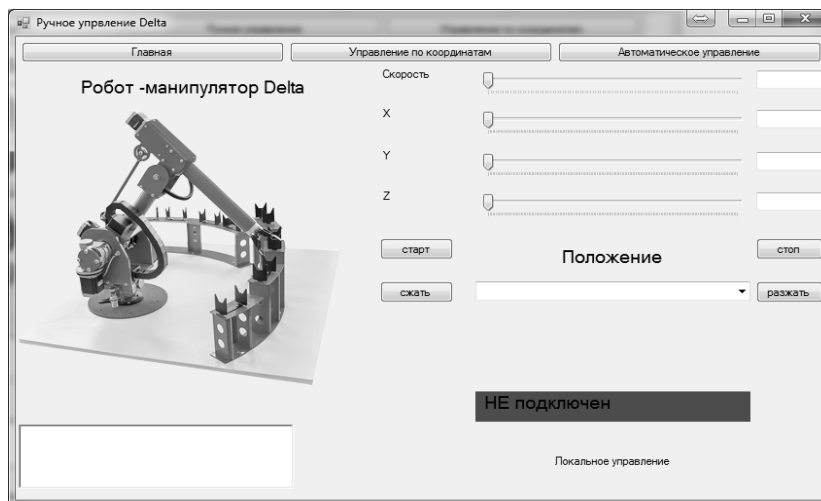 Ручное упрвление Delta
Главная
Управление по координатам
Автоматическое управление
Робот -манипулятор Delta
Скорость
X
Y
Z
старт
Положение
стоп
сжать
разжать
НЕ подключен
Локальное управление